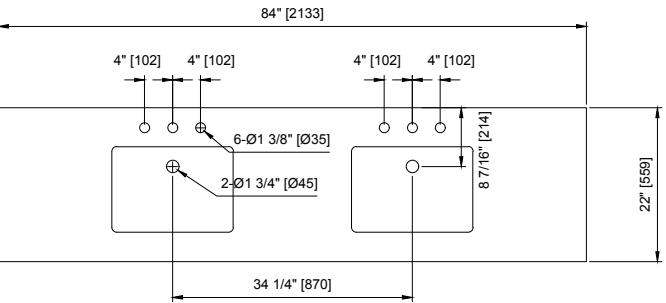 84" [2133]
4" [102]
4" [102]
4" [102]
4" [102]
6-Ø1 3/8" [Ø35]
8 7/16" [214]
2-Ø1 3/4" [Ø45]
22" [559]
34 1/4" [870]